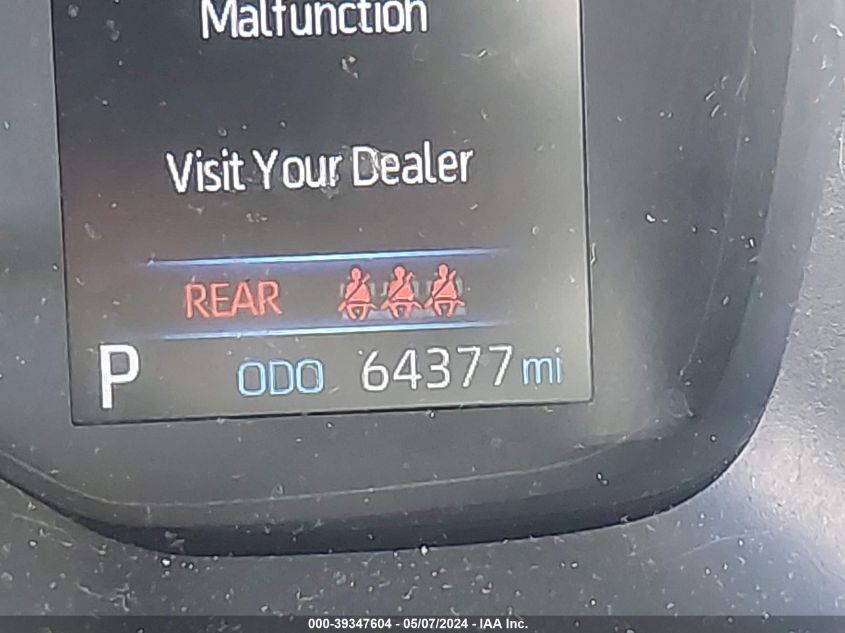 Malfunction
Visit Your Dealer
REAR
P ODO 64377 mi
000-39347604 - 05/07/2024 - IAA Inc.